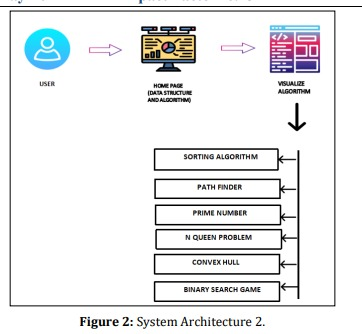 USER
HOME PAGE
(DATA STRUCTURE
AND ALGORITHM)
VISUALIZE
ALGORITHM
SORTING ALGORITHM
PATH FINDER
PRIME NUMBER
N QUEEN PROBLEM
CONVEX HULL
BINARY SEARCH GAME
Figure 2: System Architecture 2.